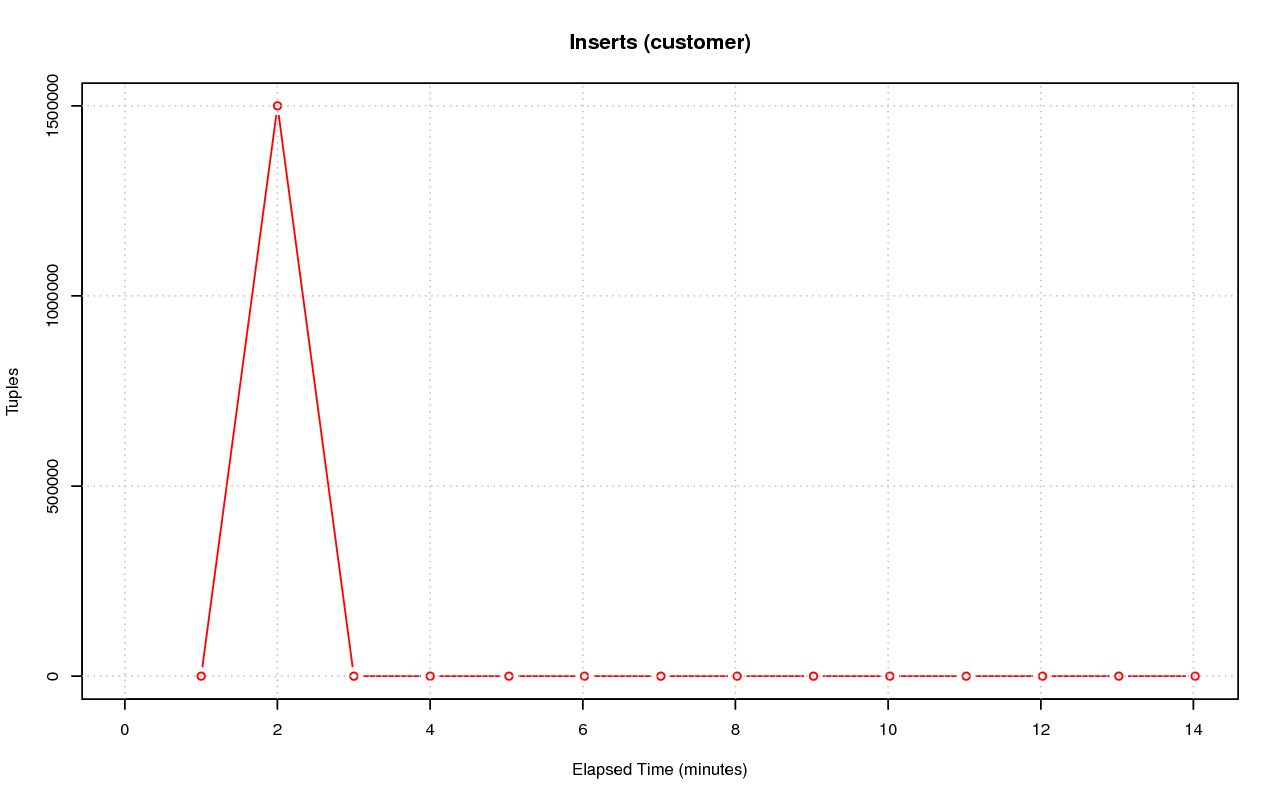 Inserts (customer)
Tuples
1500000
1000000
500000
0
0 2 4 6 8 10 12 14
Elapsed Time (minutes)